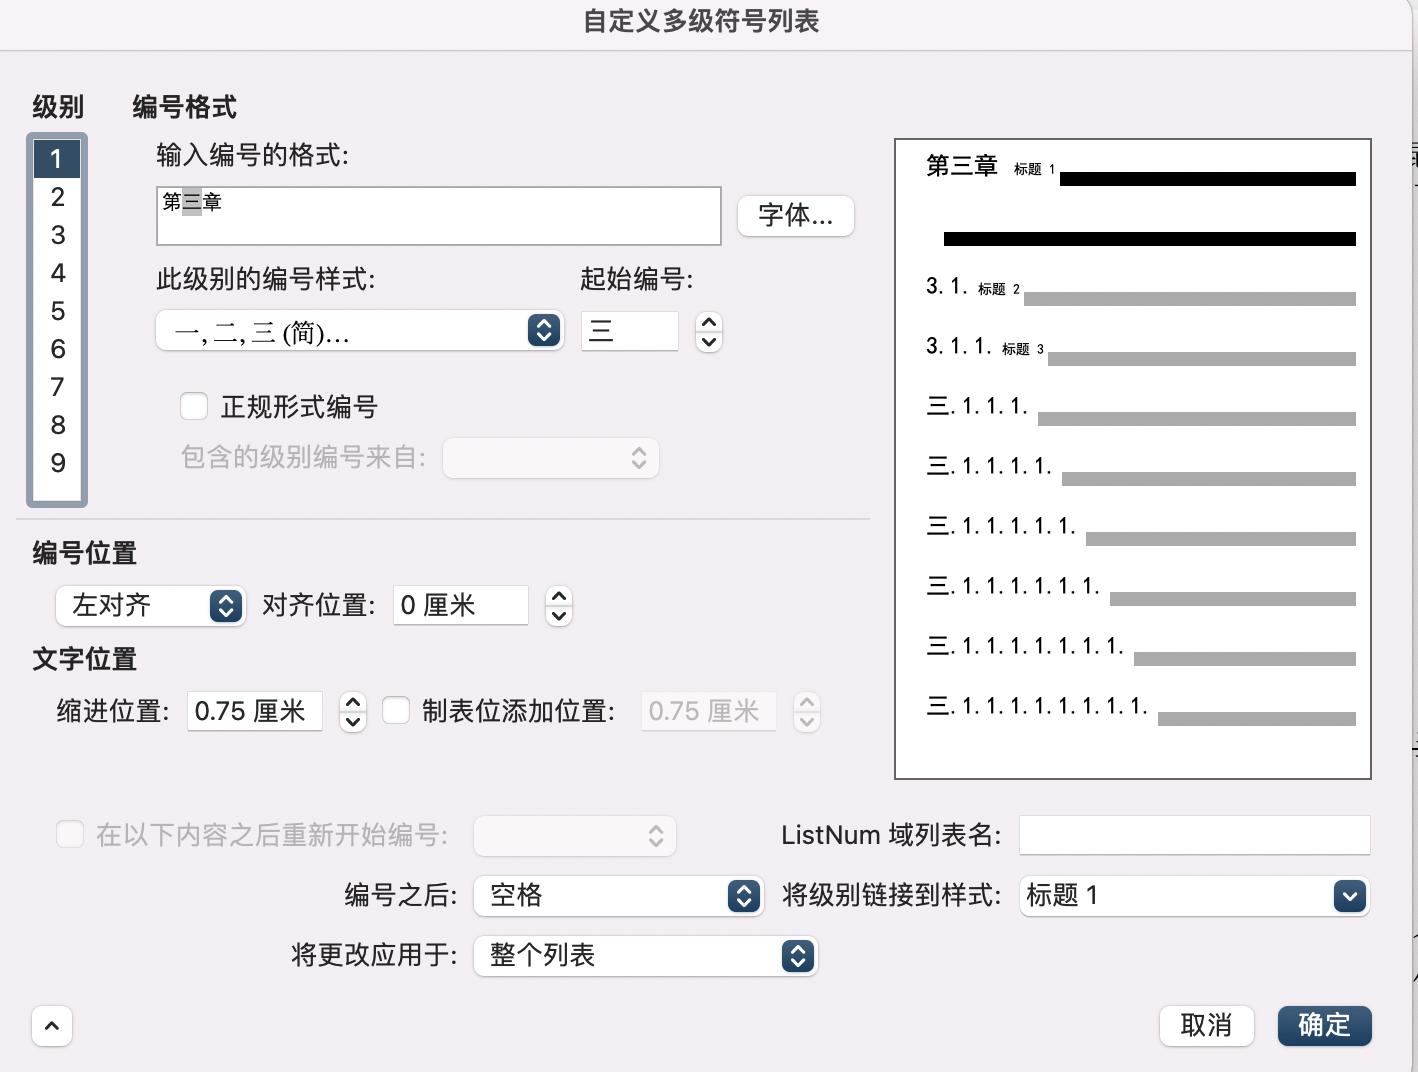 自定义多级符号列表
级别
1
2
3
4
5
6
7
8
9
编号格式
输入编号的格式:
第三章
字体...
此级别的编号样式:
起始编号:
一, 二, 三 (简)...
三
正规形式编号
包含的级别编号来自:
编号位置
左对齐
对齐位置:
0 厘米
文字位置
缩进位置:
0.75 厘米
制表位添加位置:
0.75 厘米
第三章 标题 1
3.1. 标题 2
3.1.1. 标题 3
三.1.1.1.
三.1.1.1.1.
三.1.1.1.1.1.
三.1.1.1.1.1.1.
三.1.1.1.1.1.1.1.
三.1.1.1.1.1.1.1.1.
在以下内容之后重新开始编号:
ListNum 域列表名:
编号之后:
空格
将级别链接到样式:
标题 1
将更改应用于:
整个列表
取消
确定